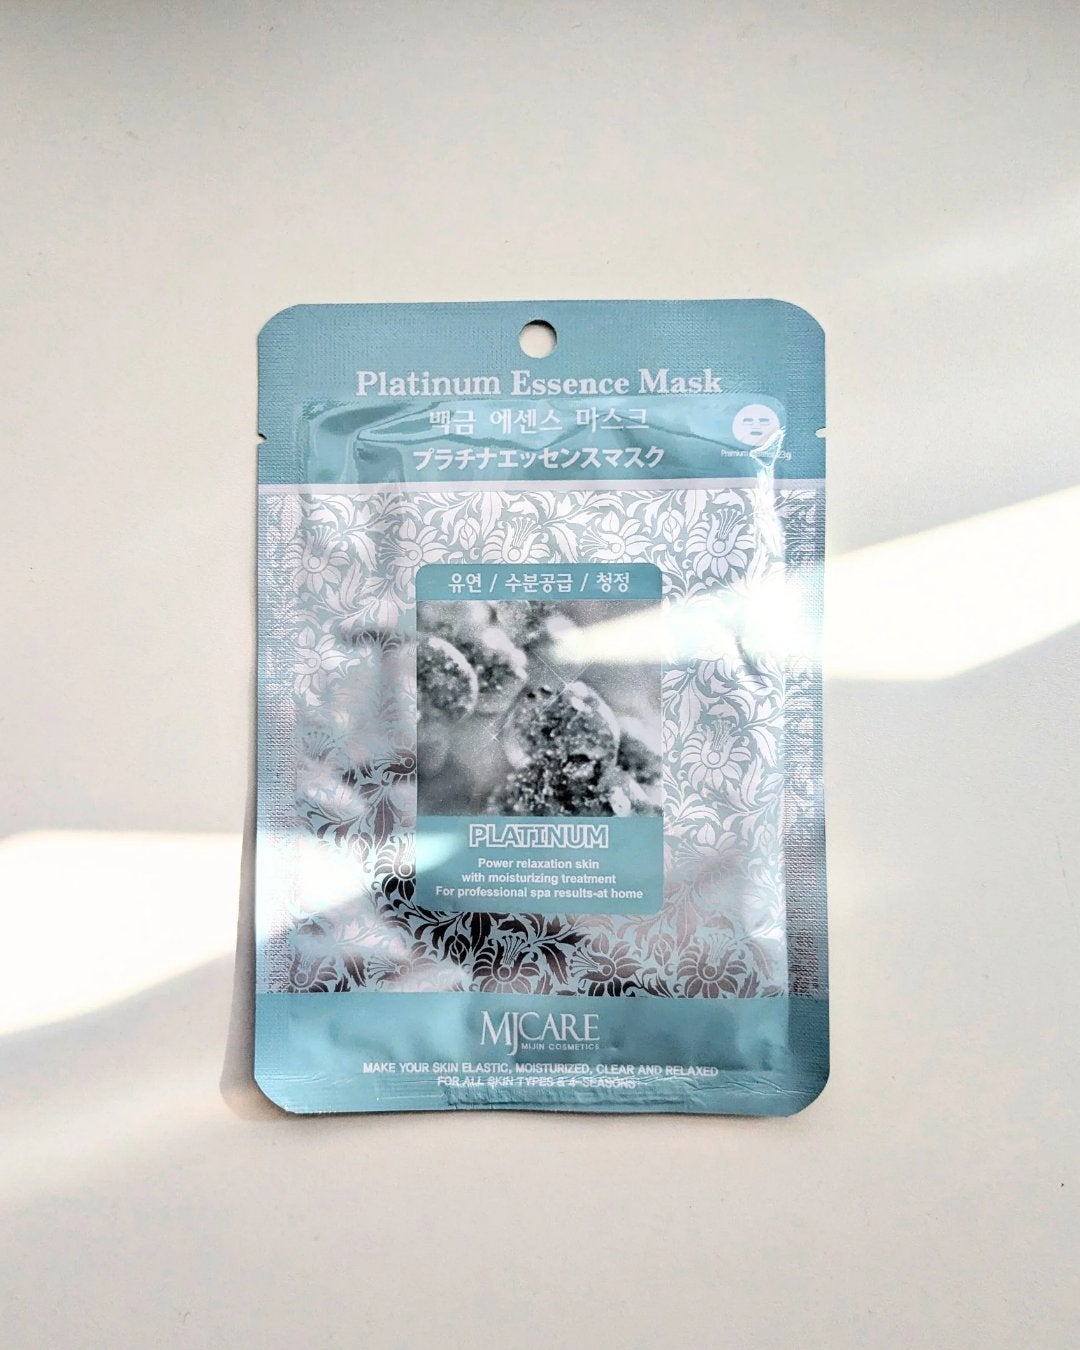 Platinum Essence Mask
백금 에센스 마스크
プラチナエッセンスマスク
Premium 23g
유연 / 수분공급 / 청정
PLATINUM
Power relaxation skin
with moisturizing treatment
For professional spa results-at home
MJCARE
MIJIN COSMETICS
MAKE YOUR SKIN ELASTIC, MOISTURIZED, CLEAR AND RELAXED
FOR ALL SKIN TYPES & 4-SEASONS